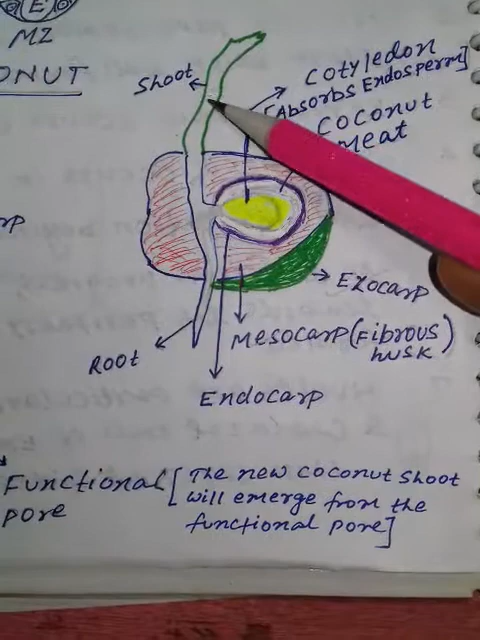 E
MZ
ONUT
Shoot
Cotyledon
[Absorbs Endosperm]
Coconut
meat
rp
Exocarp
Mesocarp (Fibrous
husk
Root
Endocarp
Functional
pore
[The new coconut shoot
will emerge from the
functional pore]